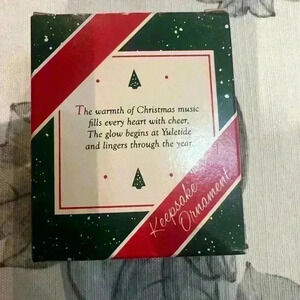 The warmth of Christmas music
fills every heart with cheer,
The glow begins at Yuletide
and lingers through the year.
Keepsake
Ornament